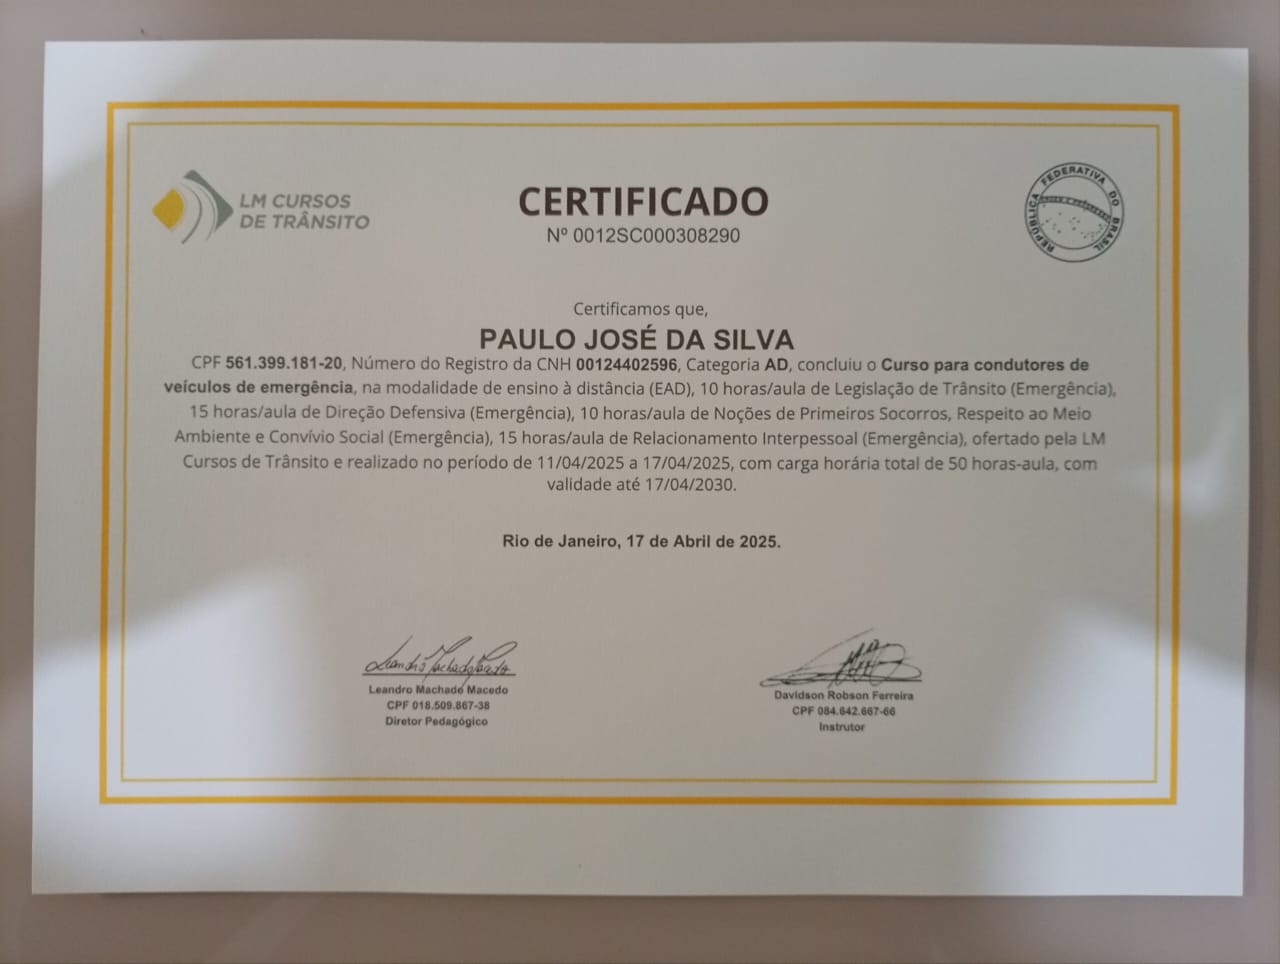 LM CURSOS
DE TRÂNSITO
CERTIFICADO
Nº 0012SC000308290
REPÚBLICA FEDERATIVA DO BRASIL
Certificamos que,
PAULO JOSÉ DA SILVA
CPF 561.399.181-20, Número do Registro da CNH 00124402596, Categoria AD, concluiu o Curso para condutores de
veículos de emergência, na modalidade de ensino à distância (EAD), 10 horas/aula de Legislação de Trânsito (Emergência),
15 horas/aula de Direção Defensiva (Emergência), 10 horas/aula de Noções de Primeiros Socorros, Respeito ao Meio
Ambiente e Convívio Social (Emergência), 15 horas/aula de Relacionamento Interpessoal (Emergência), ofertado pela LM
Cursos de Trânsito e realizado no período de 11/04/2025 a 17/04/2025, com carga horária total de 50 horas-aula, com
validade até 17/04/2030.
Rio de Janeiro, 17 de Abril de 2025.
Leandro Machado Macedo
CPF 018.509.867-38
Diretor Pedagógico
Davidson Robson Ferreira
CPF 084.642.667-66
Instrutor